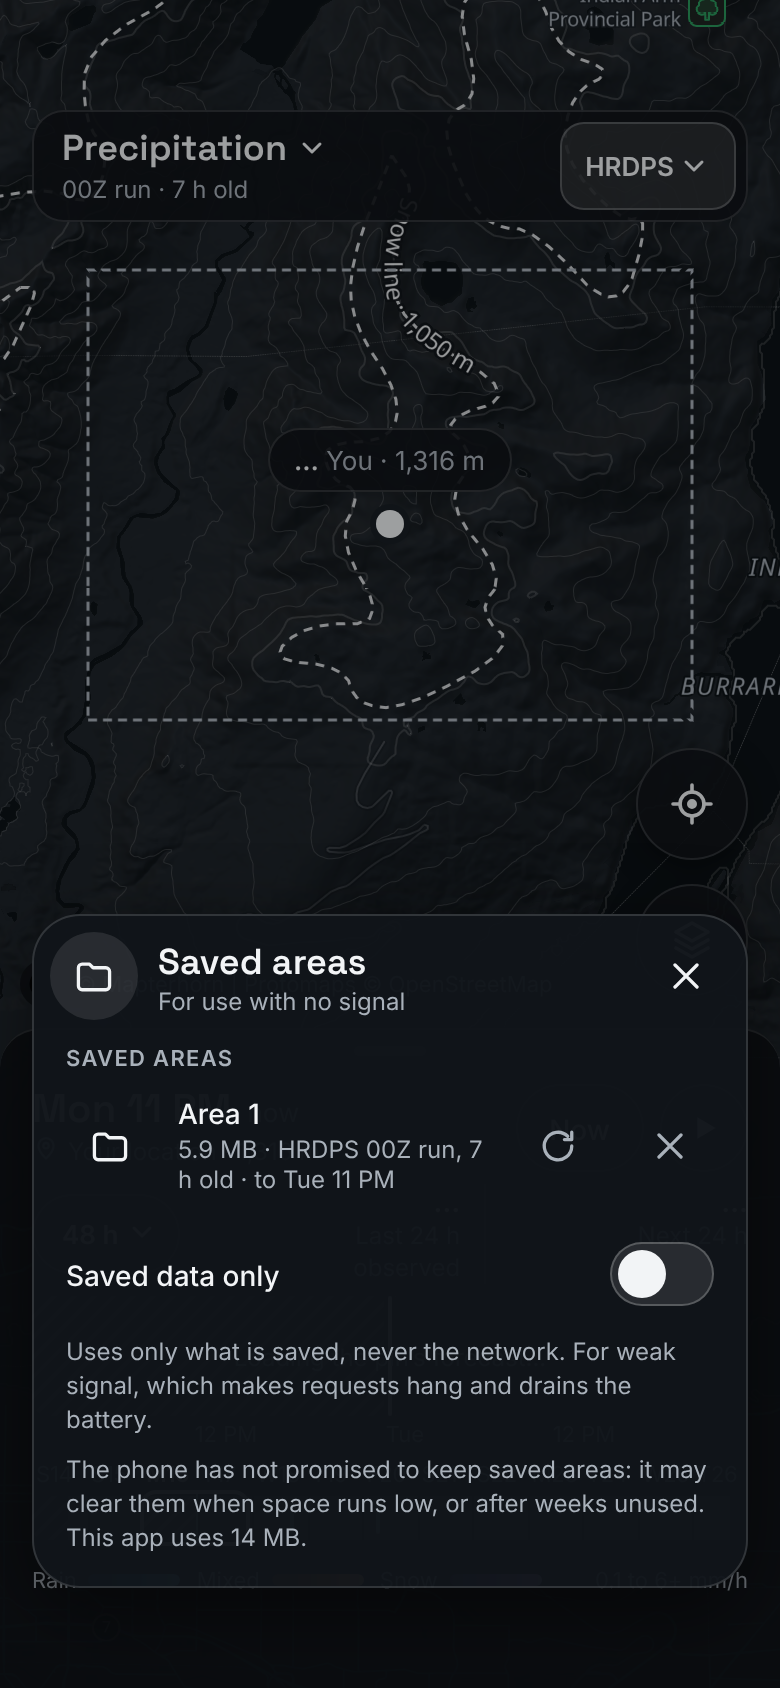 Provincial Park
Precipitation
00Z run · 7 h old
HRDPS
Snow line · 1,050 m
... You · 1,316 m
BURRAR
Saved areas
For use with no signal
SAVED AREAS
Area 1
5.9 MB · HRDPS 00Z run, 7
h old · to Tue 11 PM
Saved data only
Uses only what is saved, never the network. For weak
signal, which makes requests hang and drains the
battery.
The phone has not promised to keep saved areas: it may
clear them when space runs low, or after weeks unused.
This app uses 14 MB.
Rain
Mixed
Snow